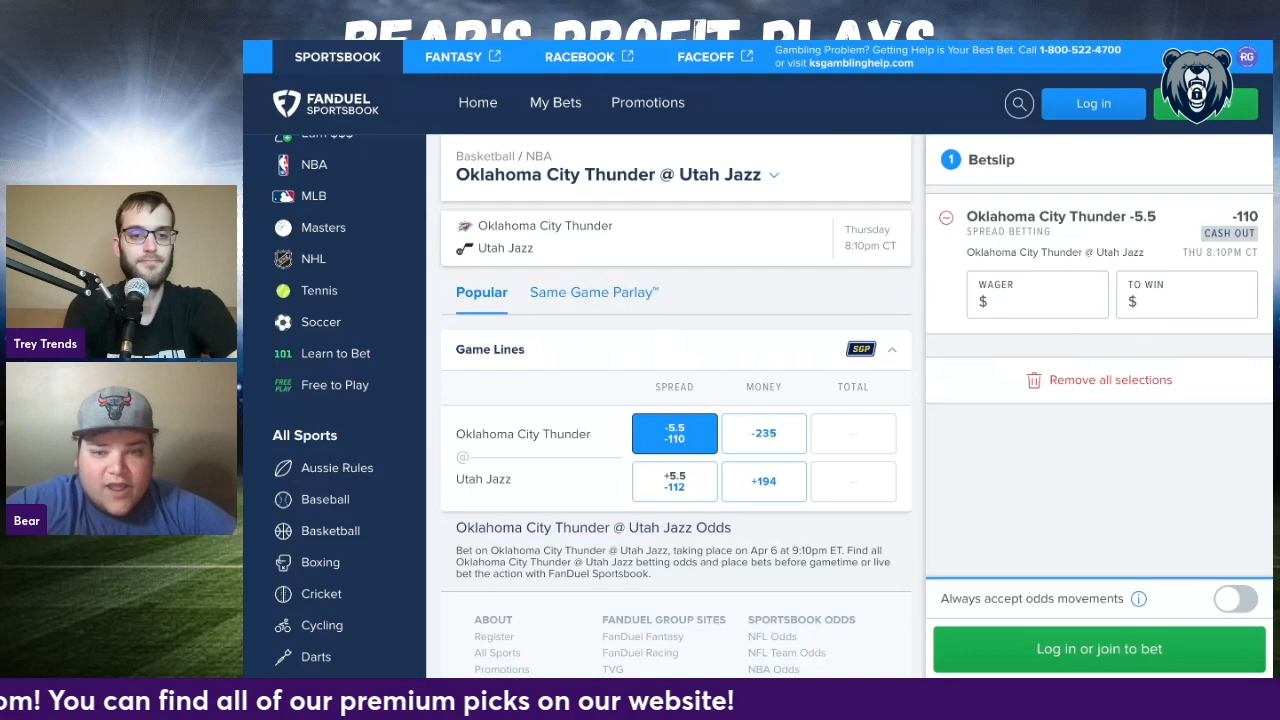 BEAR'S PROFIT PLAYS
SPORTSBOOK
FANTASY
RACEBOOK
FACEOFF
Gambling Problem? Getting Help is Your Best Bet. Call 1-800-522-4700
or visit ksgamblinghelp.com
RG
FANDUEL
SPORTSBOOK
Home
My Bets
Promotions
Log in
Earn $$$
NBA
MLB
Masters
NHL
Tennis
Soccer
101 Learn to Bet
FREE PLAY Free to Play
All Sports
Aussie Rules
Baseball
Basketball
Boxing
Cricket
Cycling
Darts
Basketball / NBA
Oklahoma City Thunder @ Utah Jazz
Oklahoma City Thunder
Utah Jazz
Thursday
8:10pm CT
Popular
Same Game Parlay™
Game Lines
SGP
SPREAD
MONEY
TOTAL
Oklahoma City Thunder
-5.5
-110
-235
@
Utah Jazz
+5.5
-112
+194
Oklahoma City Thunder @ Utah Jazz Odds
Bet on Oklahoma City Thunder @ Utah Jazz, taking place on Apr 6 at 9:10pm ET. Find all
Oklahoma City Thunder @ Utah Jazz betting odds and place bets before gametime or live
bet the action with FanDuel Sportsbook.
ABOUT
Register
All Sports
Promotions
FANDUEL GROUP SITES
FanDuel Fantasy
FanDuel Racing
TVG
SPORTSBOOK ODDS
NFL Odds
NFL Team Odds
NBA Odds
1 Betslip
Oklahoma City Thunder -5.5
-110
SPREAD BETTING
CASH OUT
Oklahoma City Thunder @ Utah Jazz
THU 8:10PM CT
WAGER
$
TO WIN
$
Remove all selections
Always accept odds movements
Log in or join to bet
Trey Trends
Bear
om! You can find all of our premium picks on our website!